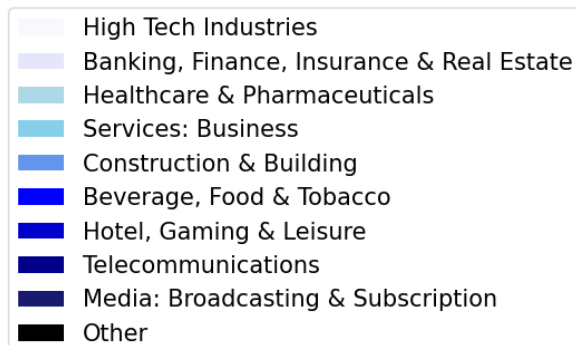 High Tech Industries
Banking, Finance, Insurance & Real Estate
Healthcare & Pharmaceuticals
Services: Business
Construction & Building
Beverage, Food & Tobacco
Hotel, Gaming & Leisure
Telecommunications
Media: Broadcasting & Subscription
Other